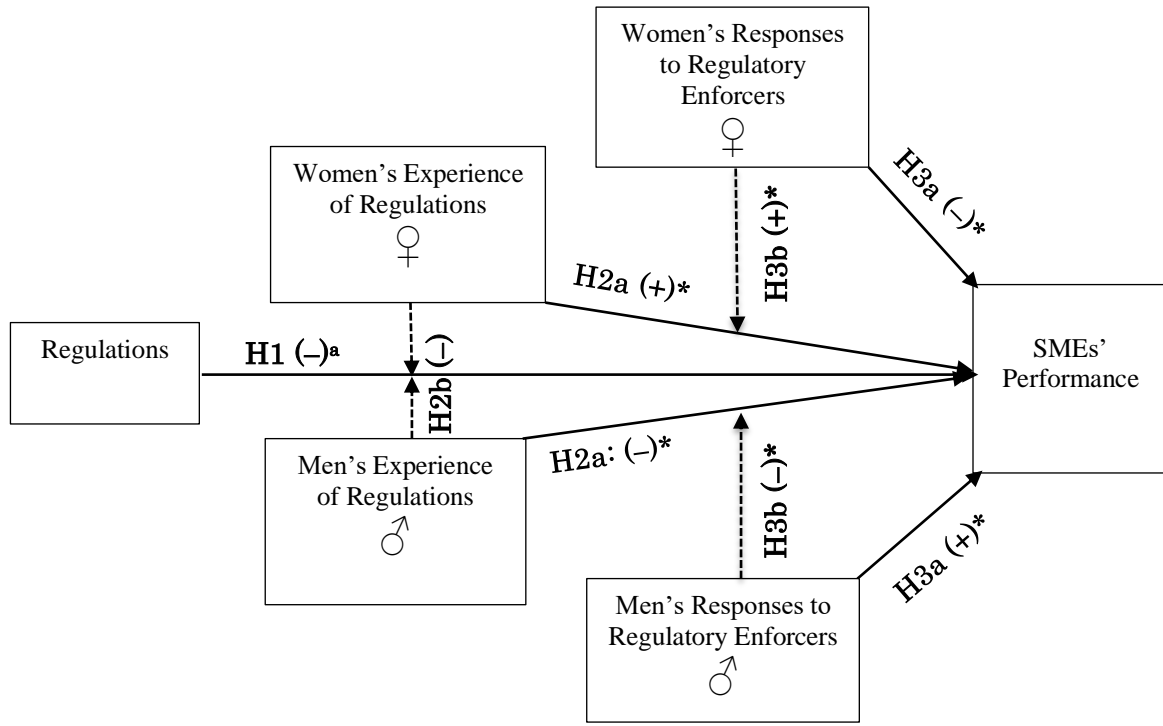 Women’s Responses
to Regulatory
Enforcers
♀
H3a (–)*
Women’s Experience
of Regulations
♀
H3b (+)*
H2a (+)*
Regulations
H1 (–)ᵃ
H2b (–)
SMEs’
Performance
Men’s Experience
of Regulations
♂
H2a: (–)*
H3b (–)*
H3a (+)*
Men’s Responses to
Regulatory Enforcers
♂